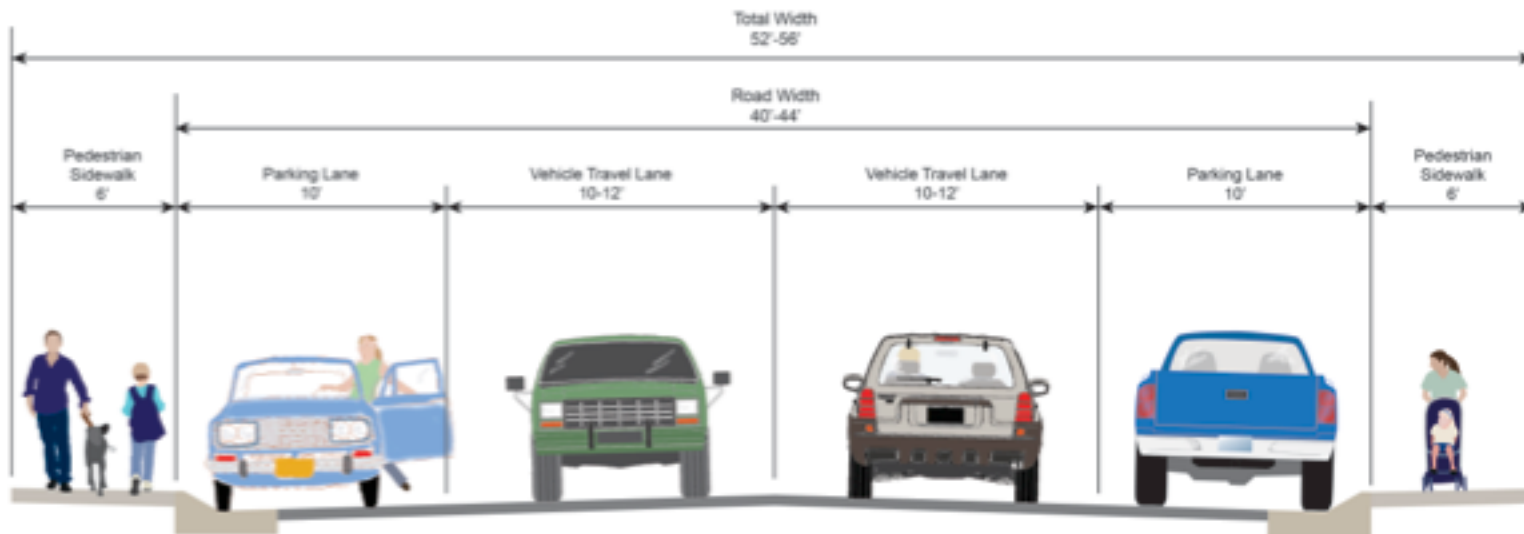 Total Width
52'-56'
Road Width
40'-44'
Pedestrian
Sidewalk
6'
Parking Lane
10'
Vehicle Travel Lane
10-12'
Vehicle Travel Lane
10-12'
Parking Lane
10'
Pedestrian
Sidewalk
6'